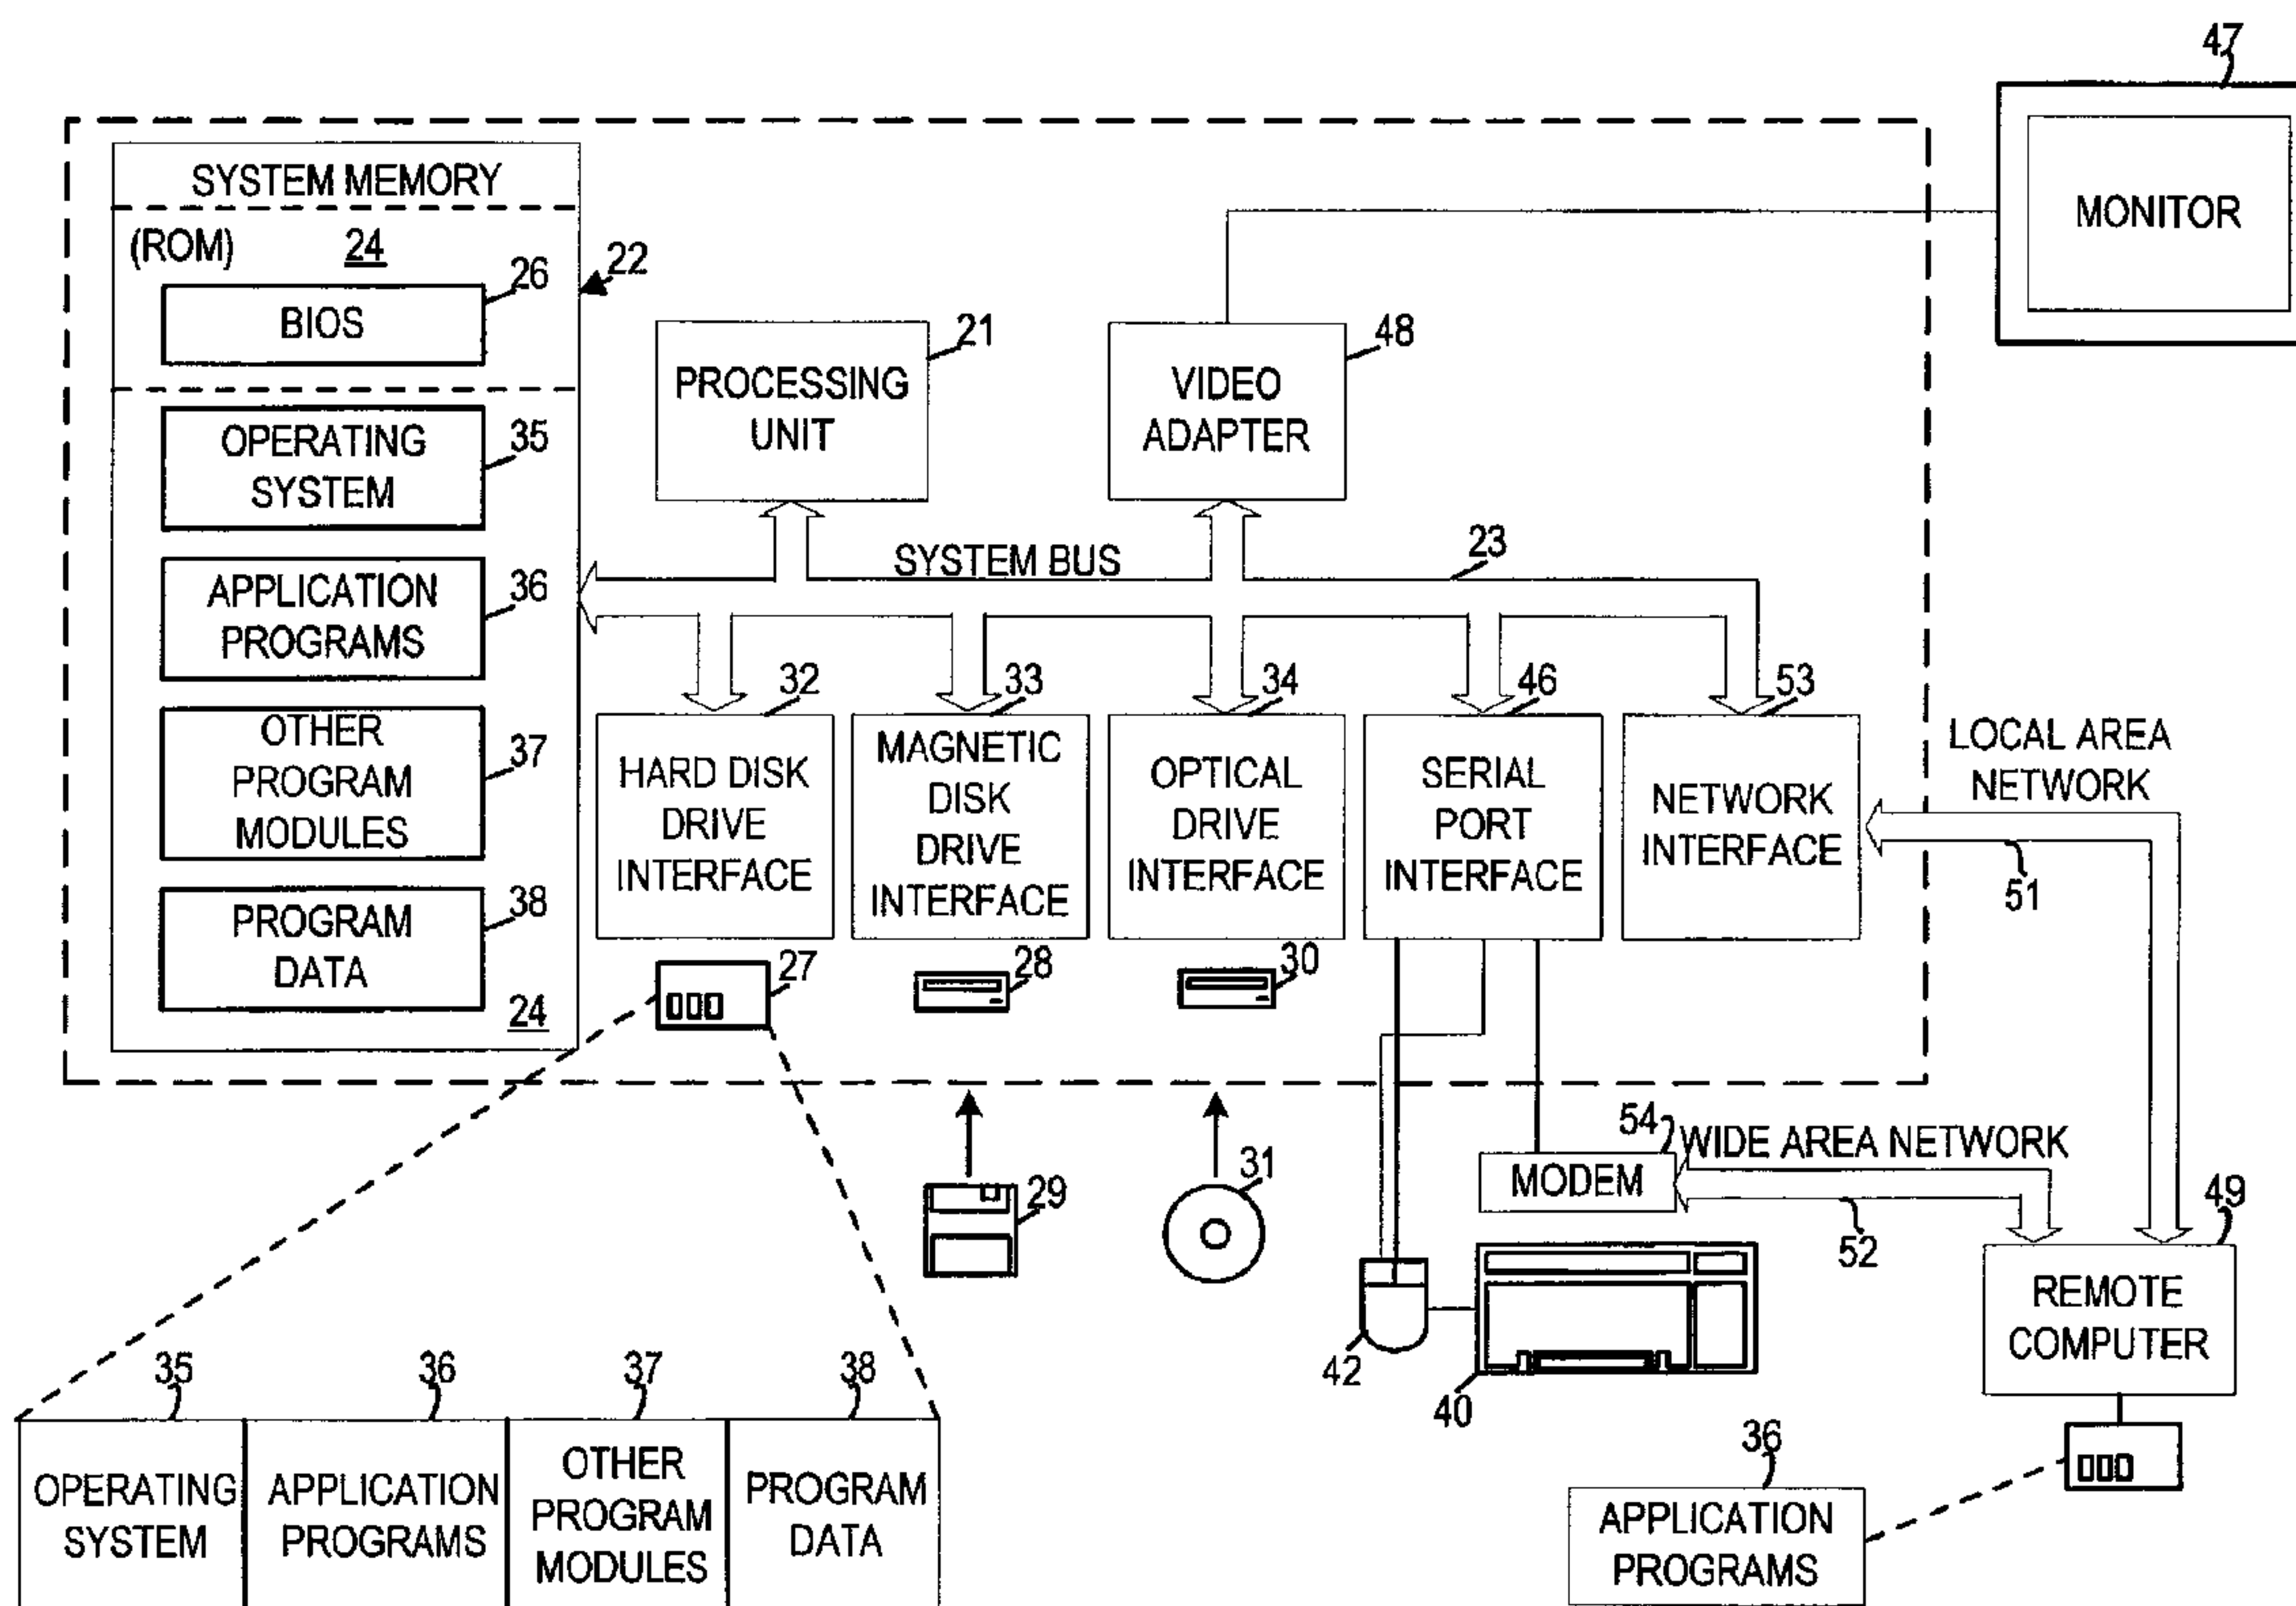 47
SYSTEM MEMORY
MONITOR
(ROM) 24
22
26
BIOS
21
48
PROCESSING
UNIT
VIDEO
ADAPTER
OPERATING
SYSTEM
35
SYSTEM BUS
23
APPLICATION
PROGRAMS
36
32
33
34
46
53
OTHER
PROGRAM
MODULES
37
HARD DISK
DRIVE
INTERFACE
MAGNETIC
DISK
DRIVE
INTERFACE
OPTICAL
DRIVE
INTERFACE
SERIAL
PORT
INTERFACE
NETWORK
INTERFACE
LOCAL AREA
NETWORK
51
PROGRAM
DATA
38
24
27
28
30
54
WIDE AREA NETWORK
MODEM
52
29
31
49
REMOTE
COMPUTER
42
40
35
36
37
38
OPERATING
SYSTEM
APPLICATION
PROGRAMS
OTHER
PROGRAM
MODULES
PROGRAM
DATA
36
APPLICATION
PROGRAMS